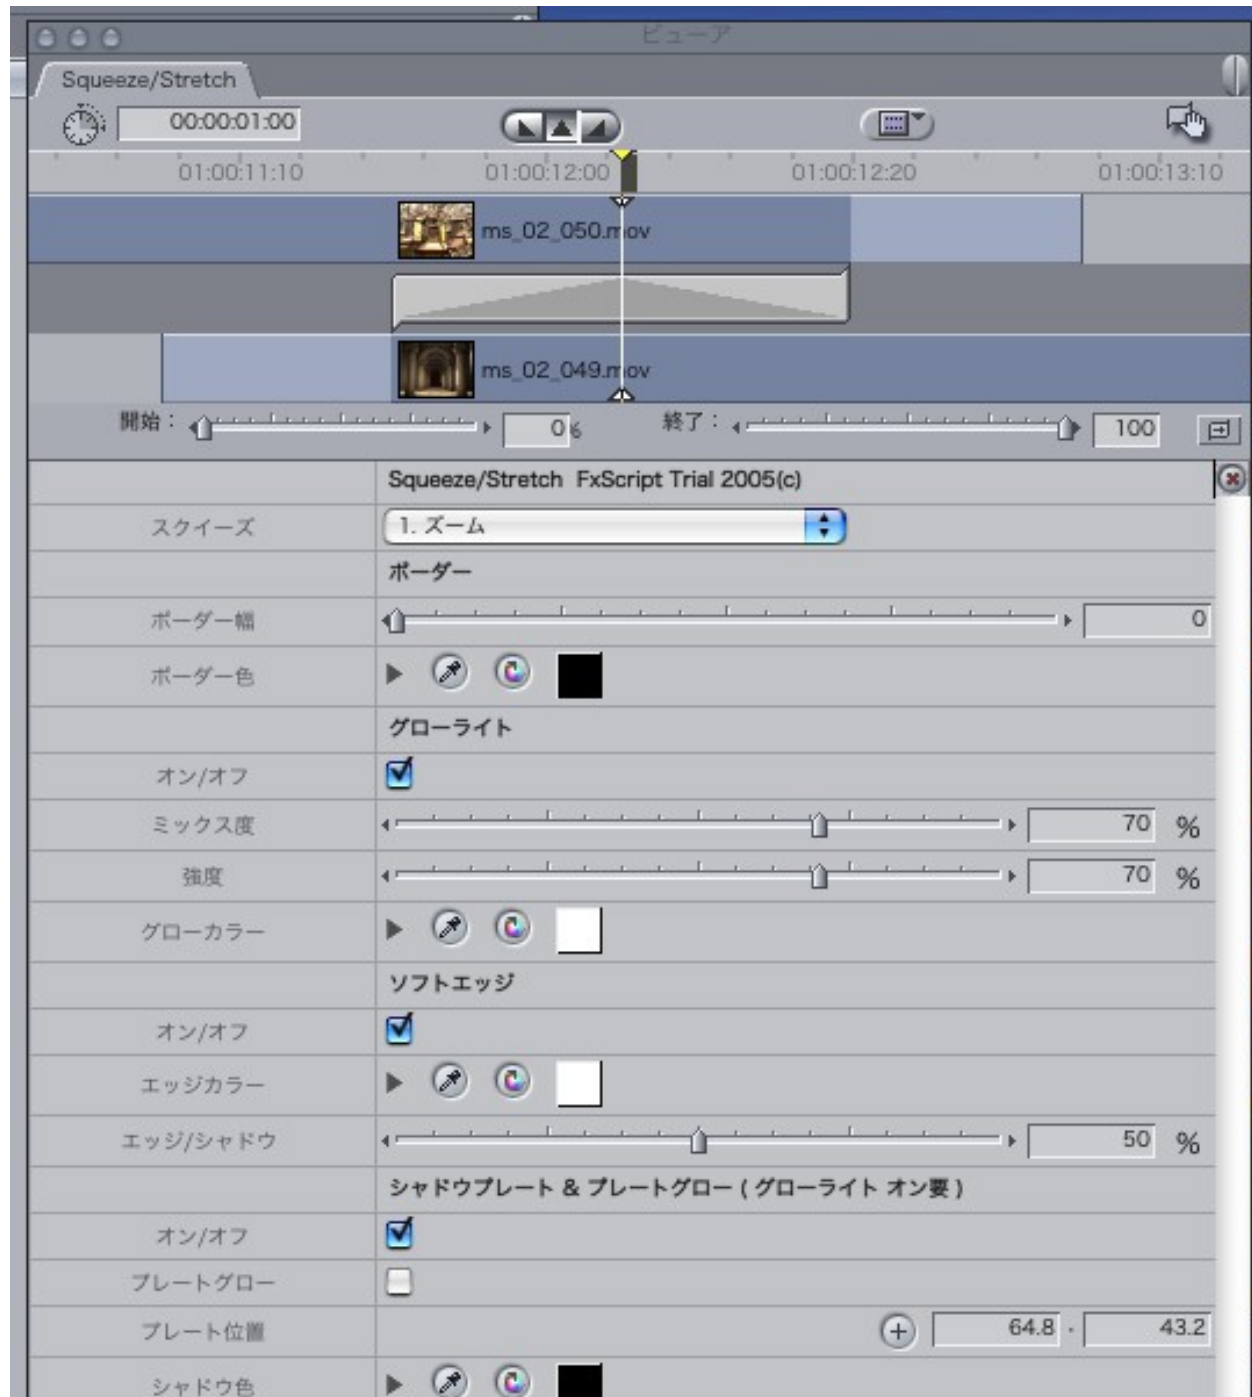 ビューア
Squeeze/Stretch
00:00:01:00
01:00:11:10 01:00:12:00 01:00:12:20 01:00:13:10
ms_02_050.mov
ms_02_049.mov
開始： 0% 終了： 100
Squeeze/Stretch FxScript Trial 2005(c)
スクイーズ 1. ズーム
ボーダー
ボーダー幅 0
ボーダー色
グローライト
オン/オフ
ミックス度 70 %
強度 70 %
グローカラー
ソフトエッジ
オン/オフ
エッジカラー
エッジ/シャドウ 50 %
シャドウプレート & プレートグロー ( グローライト オン要 )
オン/オフ
プレートグロー
プレート位置 64.8 . 43.2
シャドウ色